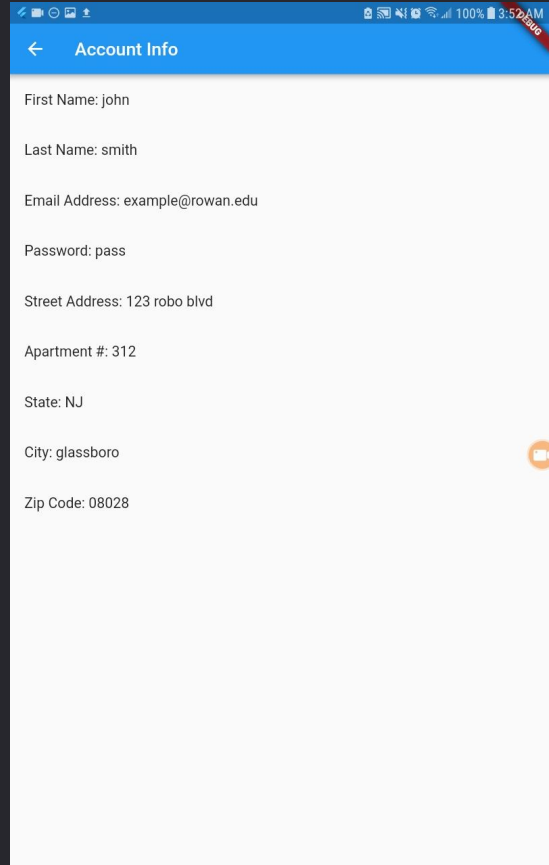 100% 3:52 AM
DEBUG
Account Info
First Name: john
Last Name: smith
Email Address: example@rowan.edu
Password: pass
Street Address: 123 robo blvd
Apartment #: 312
State: NJ
City: glassboro
Zip Code: 08028